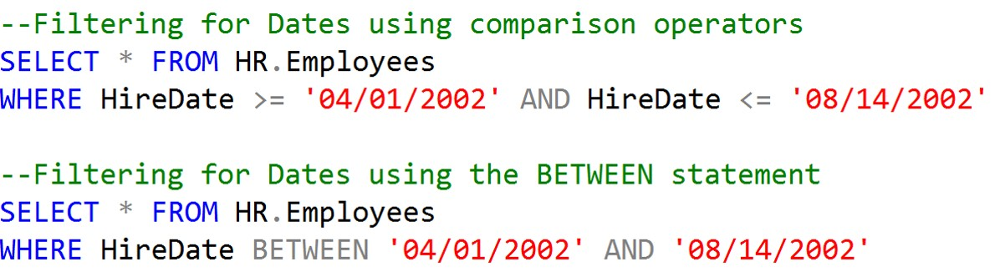 --Filtering for Dates using comparison operators
SELECT * FROM HR.Employees
WHERE HireDate >= '04/01/2002' AND HireDate <= '08/14/2002'
--Filtering for Dates using the BETWEEN statement
SELECT * FROM HR.Employees
WHERE HireDate BETWEEN '04/01/2002' AND '08/14/2002'